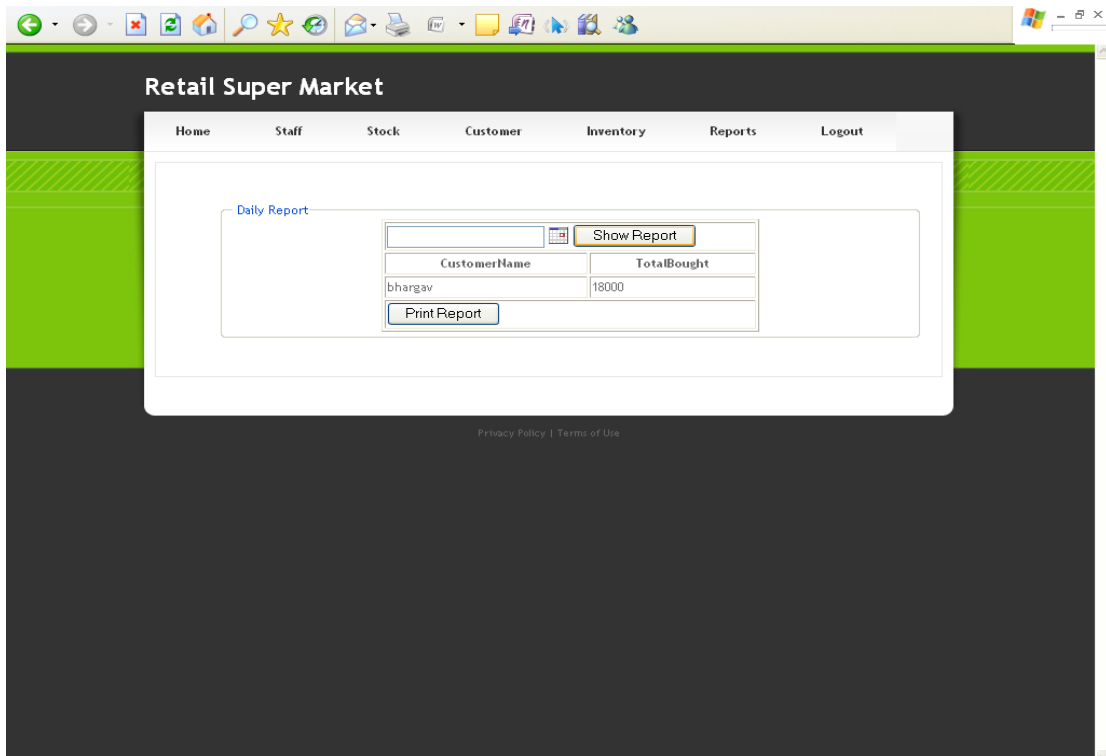 Retail Super Market
Home Staff Stock Customer Inventory Reports Logout
Daily Report
Show Report
CustomerName TotalBought
bhargav 18000
Print Report
Privacy Policy | Terms of Use